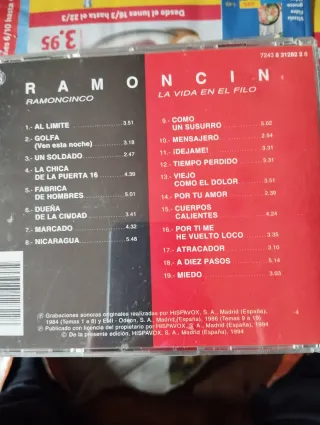 Desde el lunes 16/3 hasta el 22/3
3.95
7243 8 31282 2 6
RAMONCIN
RAMONCINCO
LA VIDA EN EL FILO
1.- AL LIMITE 3.51
2.- GOLFA
(Ven esta noche) 3.18
3.- UN SOLDADO 2.47
4.- LA CHICA
DE LA PUERTA 16 4.30
5.- FABRICA
DE HOMBRES 5.01
6.- DUEÑA
DE LA CIUDAD 3.41
7.- MARCADO 4.32
8.- NICARAGUA 5.48
9.- COMO
UN SUSURRO 5.02
10.- MENSAJERO 3.54
11.- ¡DEJAME! 3.31
12.- TIEMPO PERDIDO 3.31
13.- VIEJO
COMO EL DOLOR 3.51
14.- POR TU AMOR 3.39
15.- CUERPOS
CALIENTES 4.24
16.- POR TI ME
HE VUELTO LOCO 3.35
17.- ATRACADOR 3.10
18.- A DIEZ PASOS 3.14
19.- MIEDO 3.03
Ⓟ Grabaciones sonoras originales realizadas por HISPAVOX, S. A., Madrid (España),
1984 (Temas 1 a 8) y EMI - Odeon, S. A., Madrid (España), 1986 (Temas 9 a 19)
Ⓟ Publicado con licencia del propietario por HISPAVOX, S. A., Madrid (España), 1994
© De la presente edición, HISPAVOX, S. A., Madrid (España), 1994